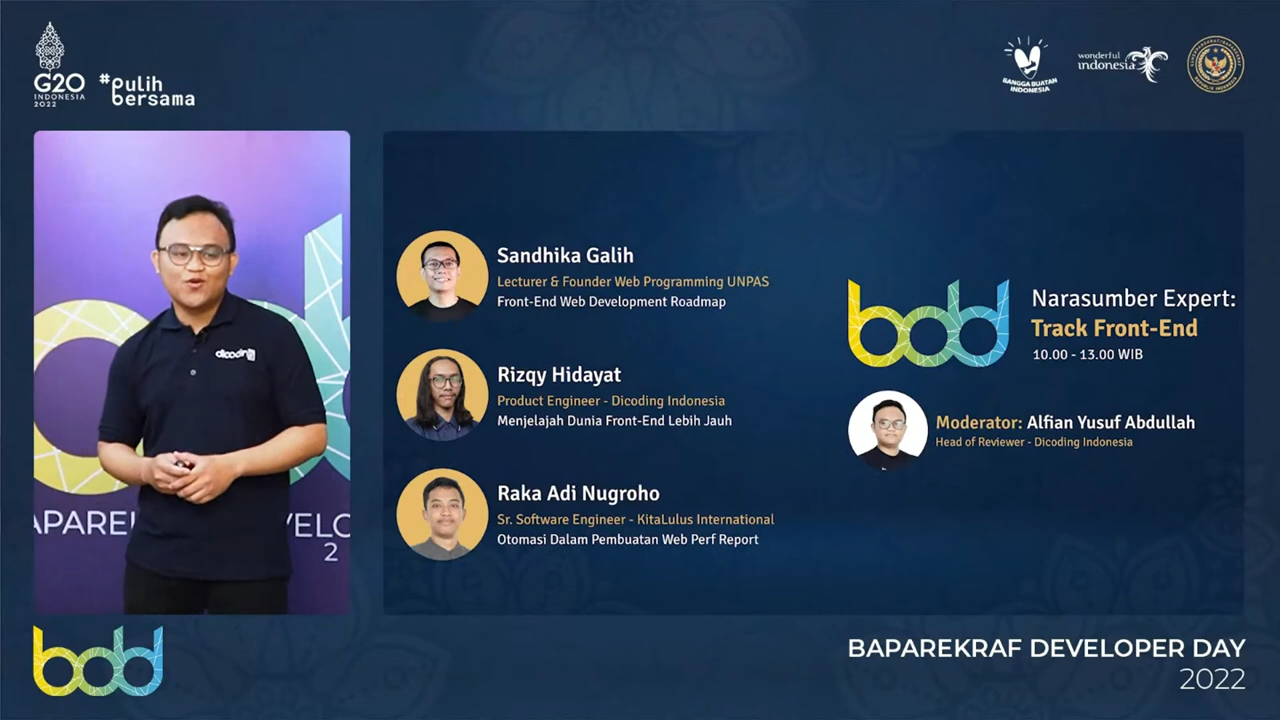 G20
INDONESIA
2022
#pulih
bersama
BANGGA BUATAN
INDONESIA
wonderful
indonesia
dicoding
APAREK
VELO
2
Sandhika Galih
Lecturer & Founder Web Programming UNPAS
Front-End Web Development Roadmap
Rizqy Hidayat
Product Engineer - Dicoding Indonesia
Menjelajah Dunia Front-End Lebih Jauh
Raka Adi Nugroho
Sr. Software Engineer - KitaLulus International
Otomasi Dalam Pembuatan Web Perf Report
bdd
Narasumber Expert:
Track Front-End
10.00 - 13.00 WIB
Moderator: Alfian Yusuf Abdullah
Head of Reviewer - Dicoding Indonesia
bdd
BAPAREKRAF DEVELOPER DAY
2022